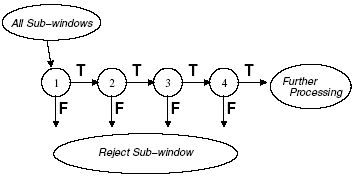 All Sub-windows
T T T T
1 2 3 4
Further
Processing
F F F F
Reject Sub-window